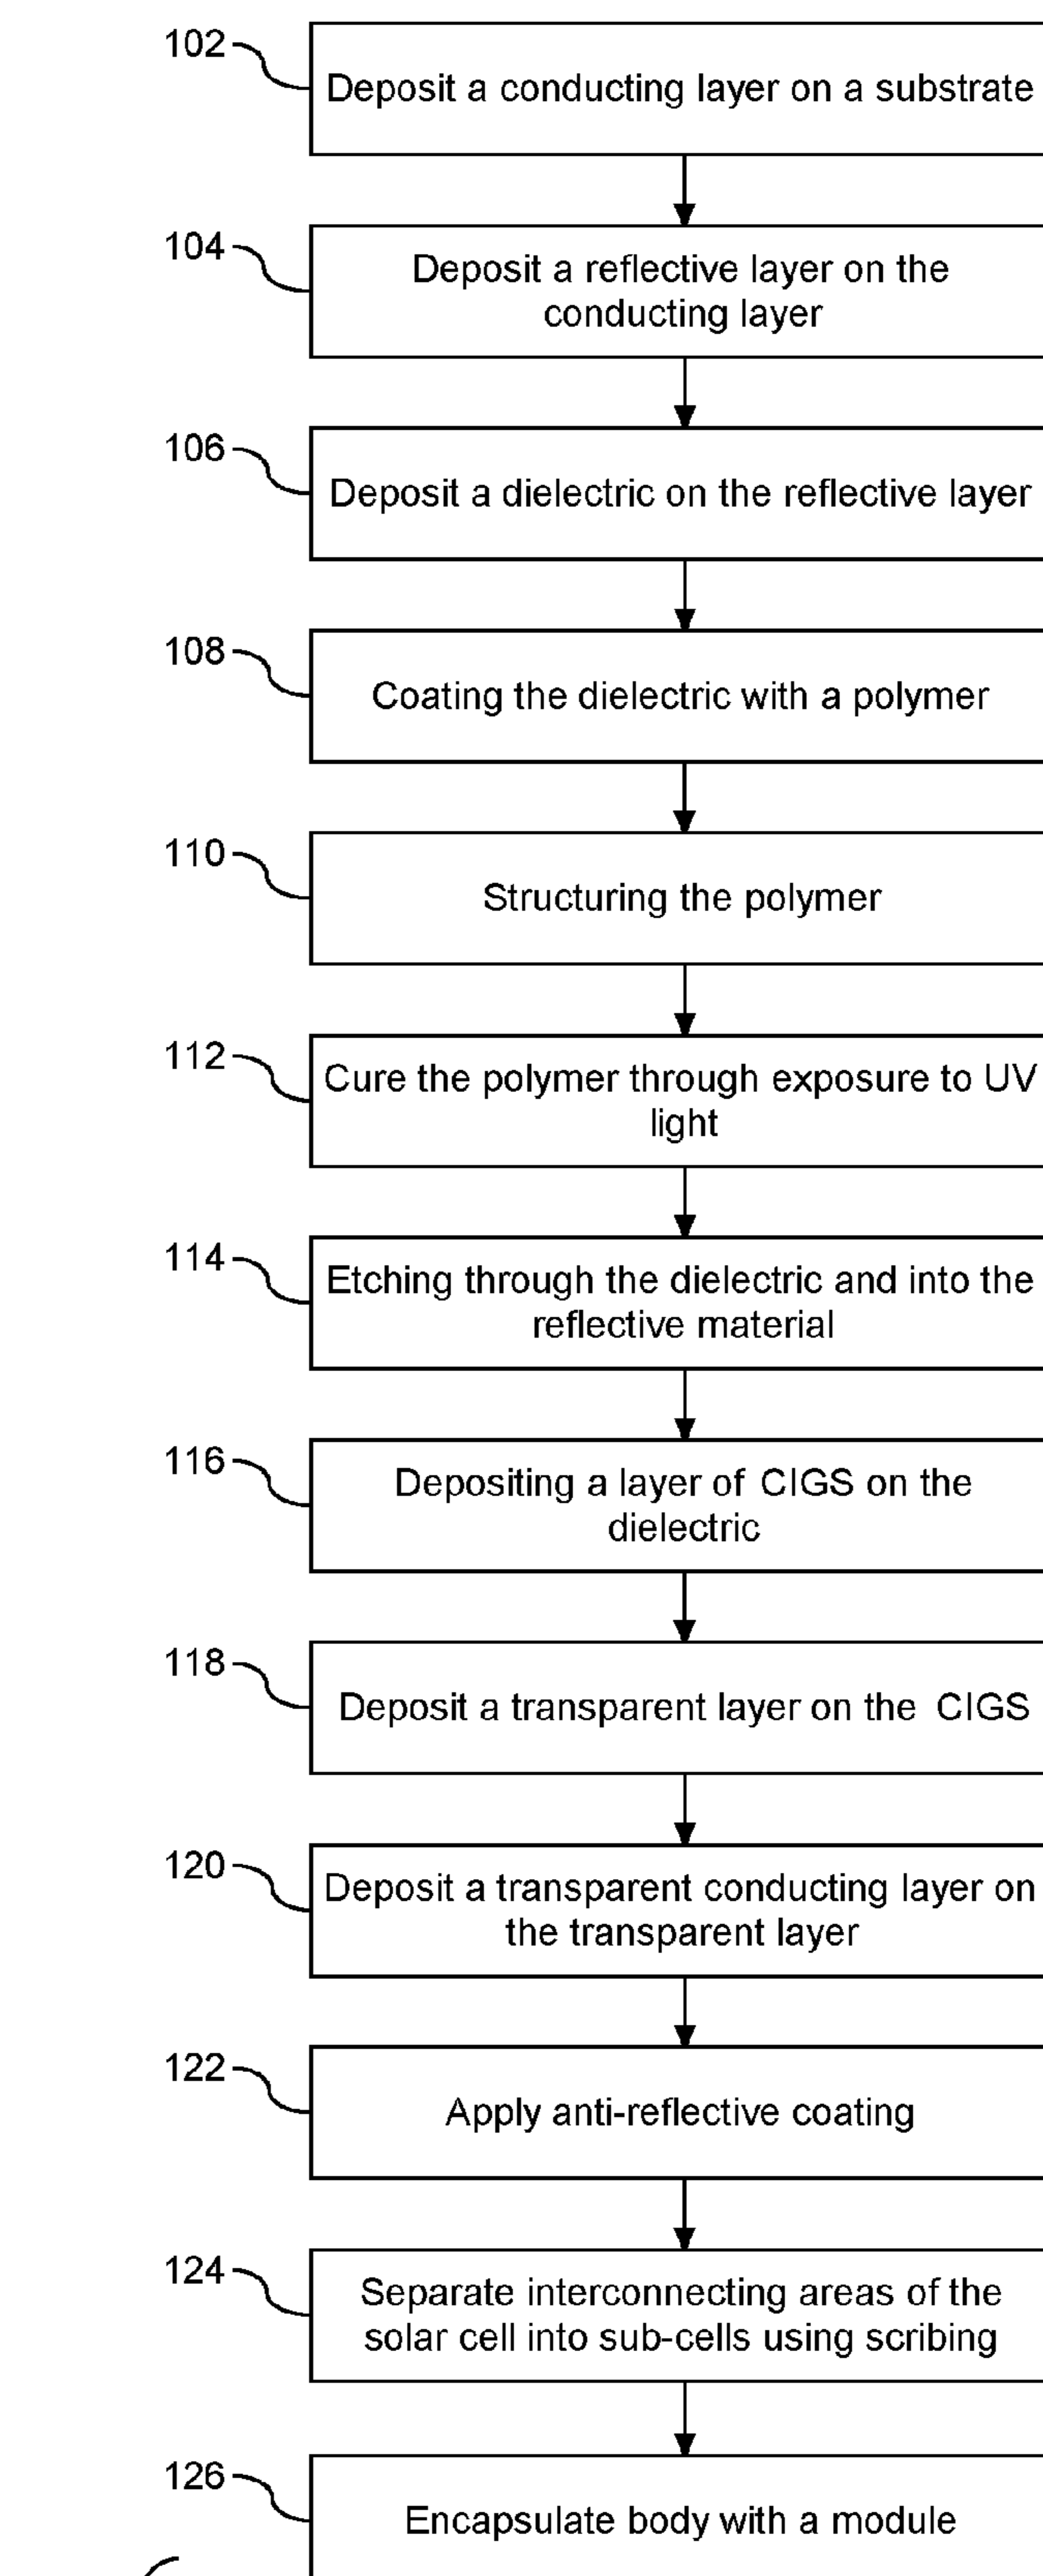 102
Deposit a conducting layer on a substrate
104
Deposit a reflective layer on the
conducting layer
106
Deposit a dielectric on the reflective layer
108
Coating the dielectric with a polymer
110
Structuring the polymer
112
Cure the polymer through exposure to UV
light
114
Etching through the dielectric and into the
reflective material
116
Depositing a layer of CIGS on the
dielectric
118
Deposit a transparent layer on the CIGS
120
Deposit a transparent conducting layer on
the transparent layer
122
Apply anti-reflective coating
124
Separate interconnecting areas of the
solar cell into sub-cells using scribing
126
Encapsulate body with a module